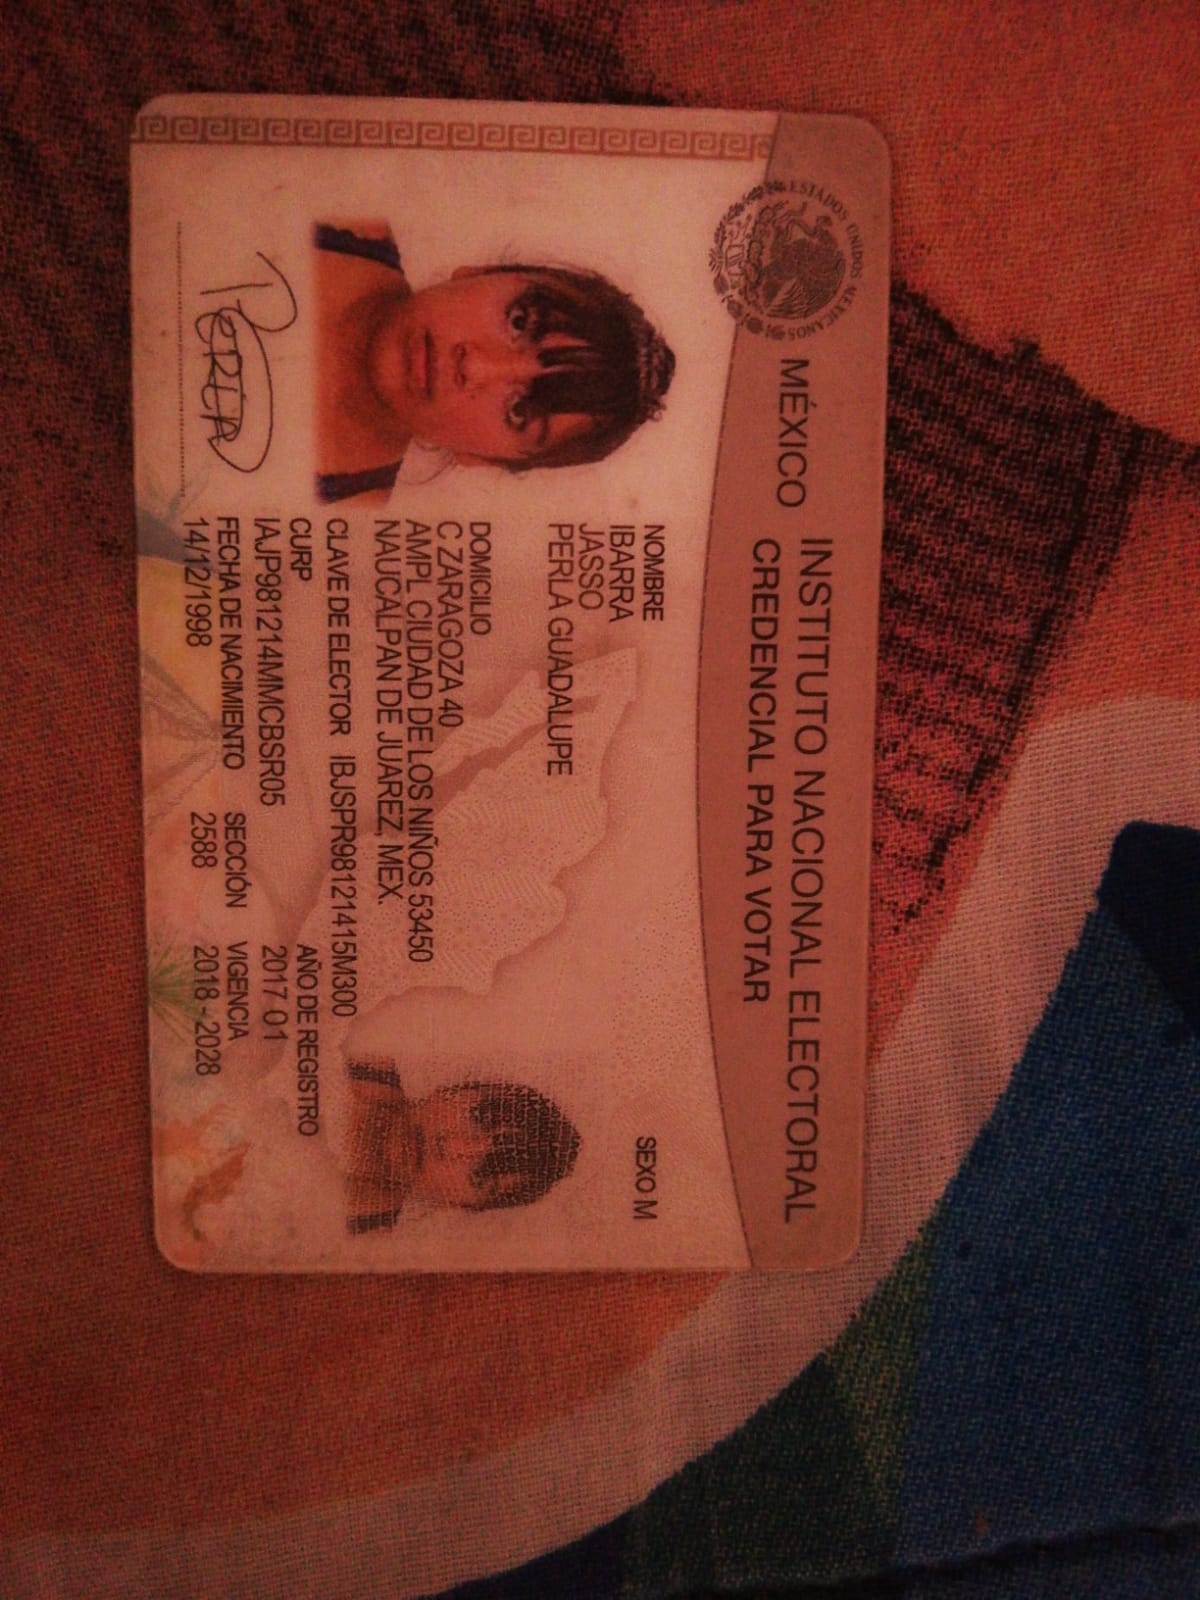 ESTADOS UNIDOS MEXICANOS
MÉXICO INSTITUTO NACIONAL ELECTORAL
CREDENCIAL PARA VOTAR
NOMBRE
IBARRA
JASSO
PERLA GUADALUPE
SEXO M
DOMICILIO
C ZARAGOZA 40
AMPL CIUDAD DE LOS NIÑOS 53450
NAUCALPAN DE JUAREZ, MEX.
CLAVE DE ELECTOR IBJSPR98121415M300
CURP
IAJP981214MMCBSR05
AÑO DE REGISTRO
2017 01
FECHA DE NACIMIENTO
14/12/1998
SECCIÓN
2588
VIGENCIA
2018 - 2028
PERLA